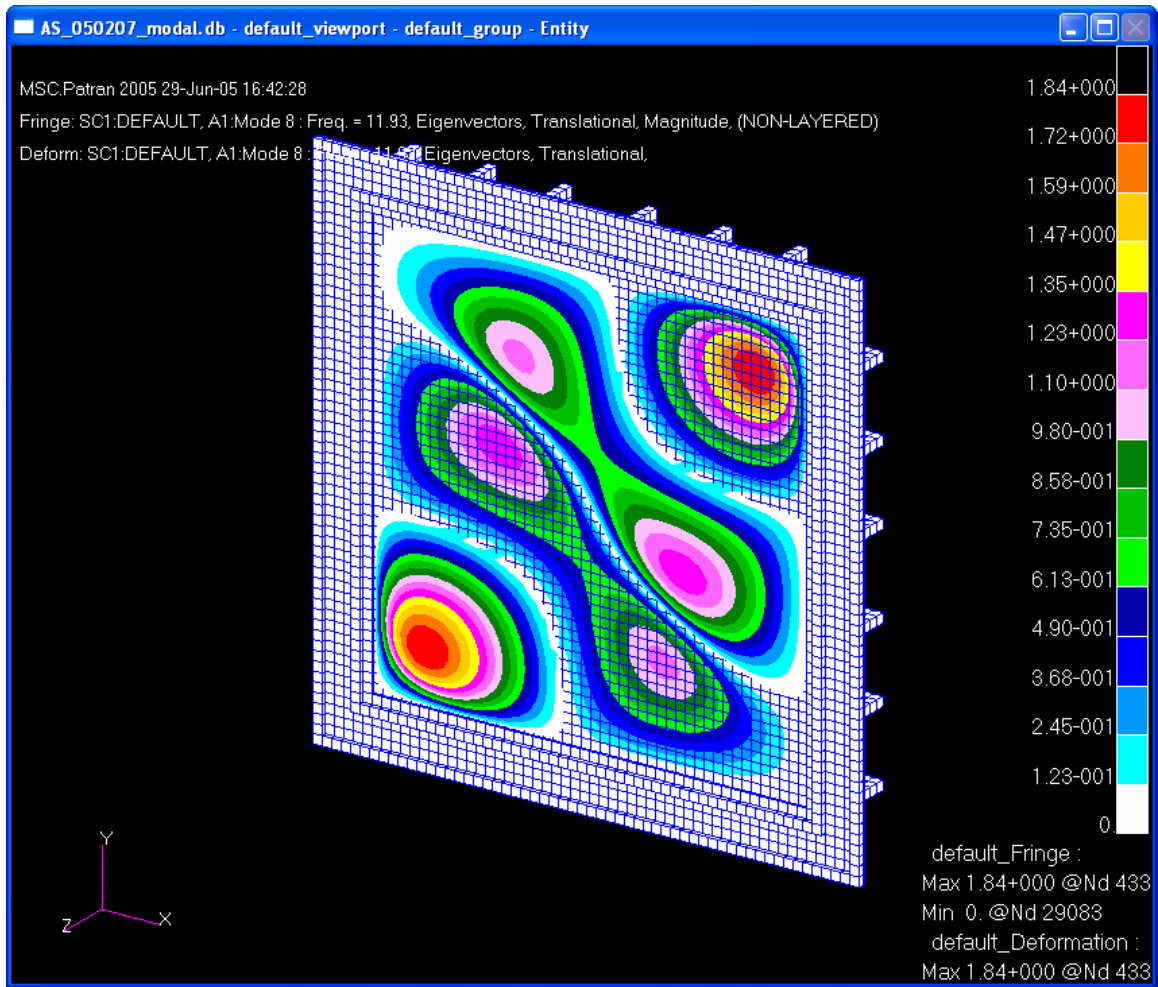 AS_050207_modal.db - default_viewport - default_group - Entity
MSC.Patran 2005 29-Jun-05 16:42:28
Fringe: SC1:DEFAULT, A1:Mode 8 : Freq. = 11.93, Eigenvectors, Translational, Magnitude, (NON-LAYERED)
Deform: SC1:DEFAULT, A1:Mode 8 : Eigenvectors, Translational,
1.84+000
1.72+000
1.59+000
1.47+000
1.35+000
1.23+000
1.10+000
9.80-001
8.58-001
7.35-001
6.13-001
4.90-001
3.68-001
2.45-001
1.23-001
0.
default_Fringe :
Max 1.84+000 @Nd 433
Min 0. @Nd 29083
default_Deformation :
Max 1.84+000 @Nd 433
Y
Z
X